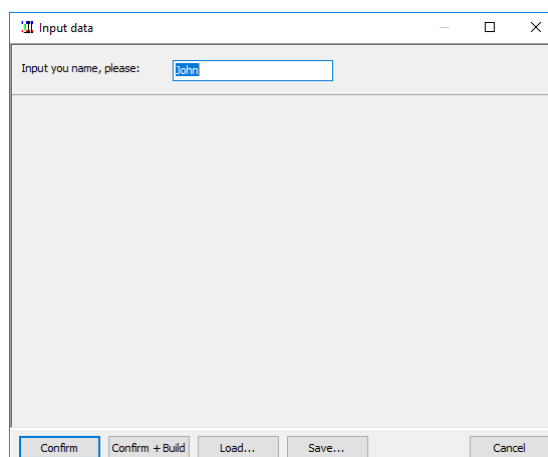 Input data
Input you name, please:
John
Confirm
Confirm + Build
Load...
Save...
Cancel